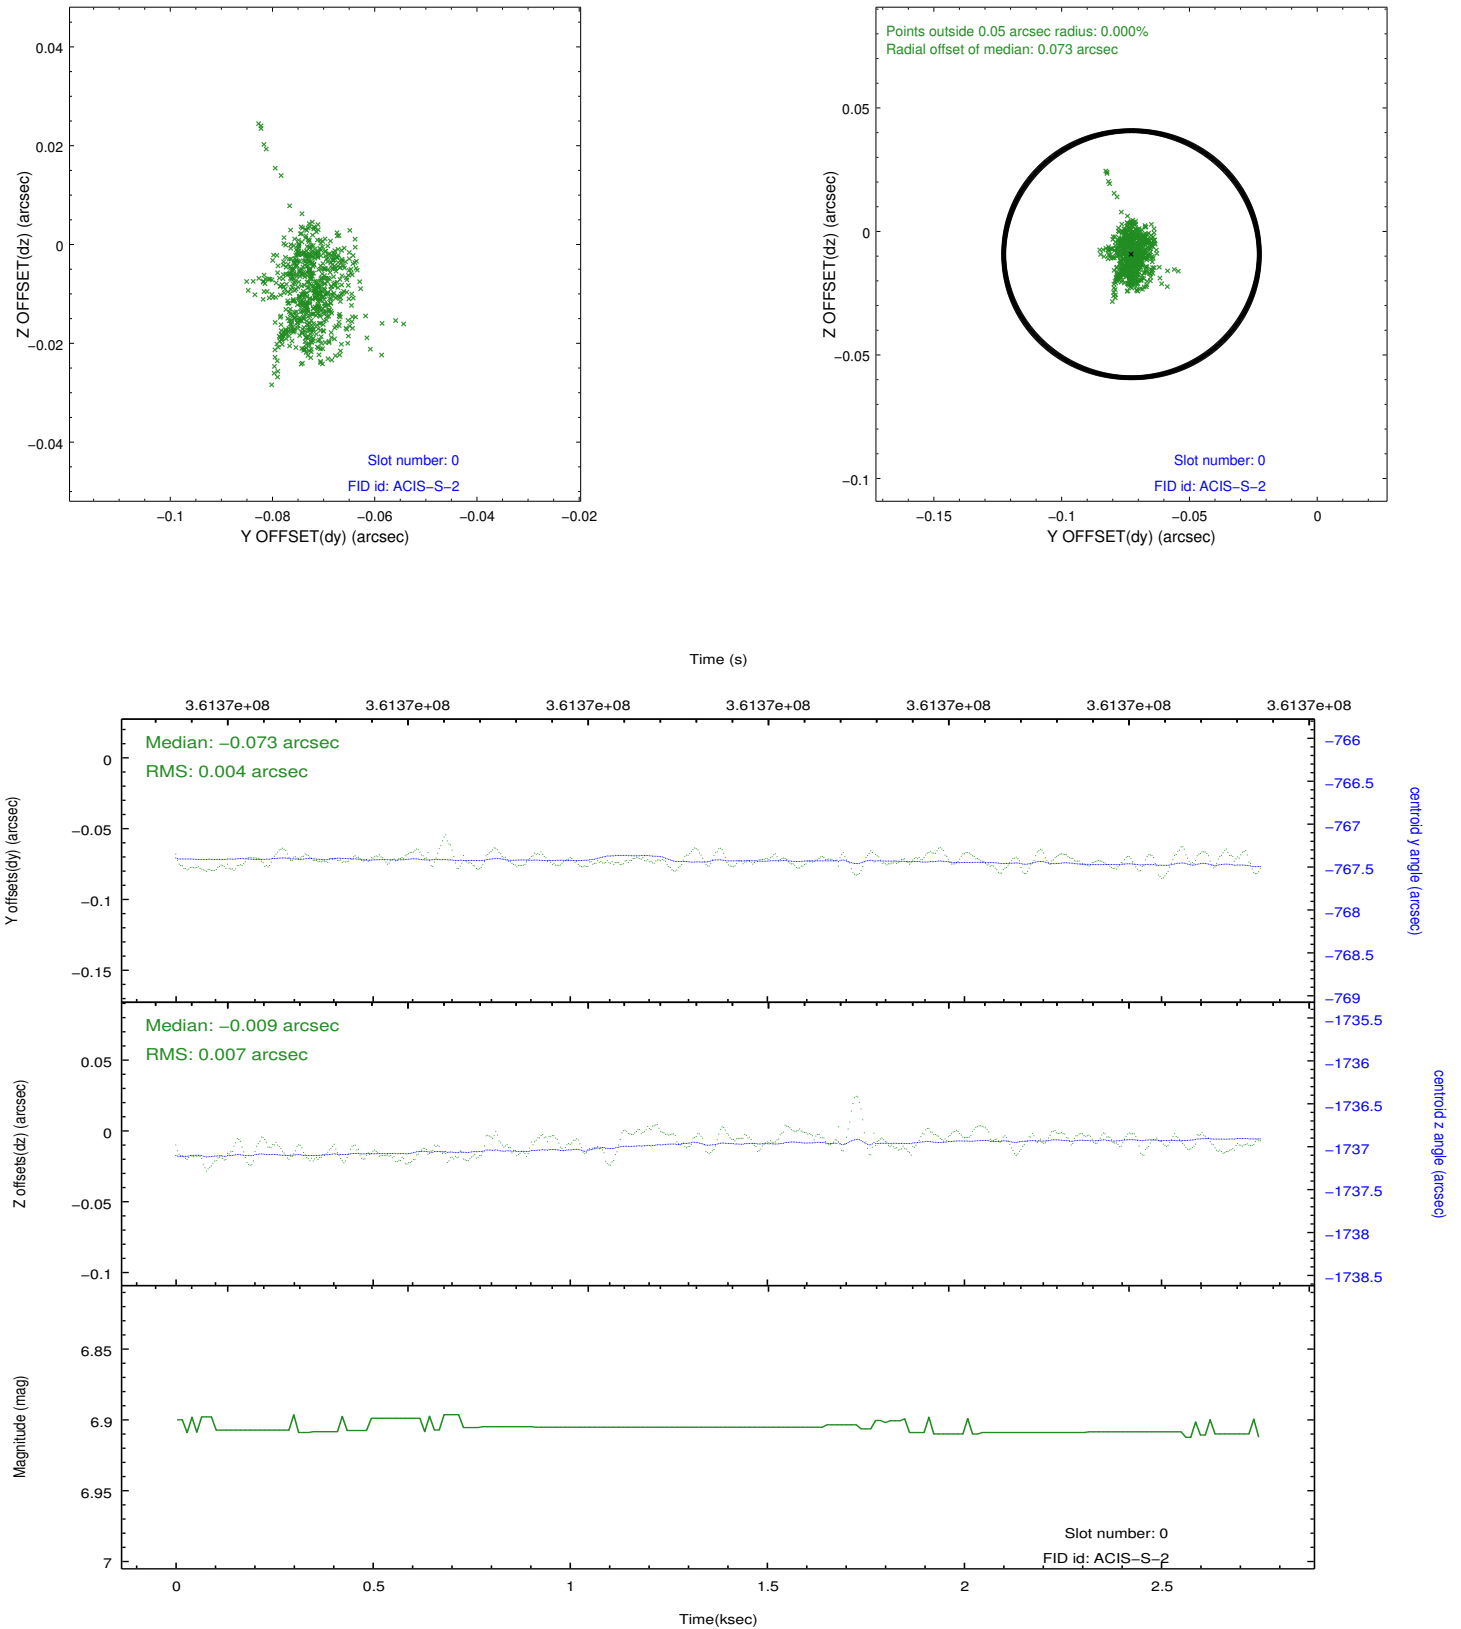 0.04
0.02
0
−0.02
−0.04
Z OFFSET(dz) (arcsec)
Slot number: 0
FID id: ACIS−S−2
−0.1
−0.08
−0.06
−0.04
−0.02
Y OFFSET(dy) (arcsec)
Points outside 0.05 arcsec radius: 0.000%
Radial offset of median: 0.073 arcsec
0.05
0
−0.05
−0.1
Z OFFSET(dz) (arcsec)
Slot number: 0
FID id: ACIS−S−2
−0.15
−0.1
−0.05
0
Y OFFSET(dy) (arcsec)
Time (s)
3.6137e+08 3.6137e+08 3.6137e+08 3.6137e+08 3.6137e+08 3.6137e+08 3.6137e+08
Median: −0.073 arcsec
RMS: 0.004 arcsec
0
−0.05
−0.1
−0.15
Y offsets(dy) (arcsec)
−766
−766.5
−767
−767.5
−768
−768.5
−769
centroid y angle (arcsec)
Median: −0.009 arcsec
RMS: 0.007 arcsec
0.05
0
−0.05
−0.1
Z offsets(dz) (arcsec)
−1735.5
−1736
−1736.5
−1737
−1737.5
−1738
−1738.5
centroid z angle (arcsec)
6.85
6.9
6.95
7
Magnitude (mag)
Slot number: 0
FID id: ACIS−S−2
0 0.5 1 1.5 2 2.5
Time(ksec)